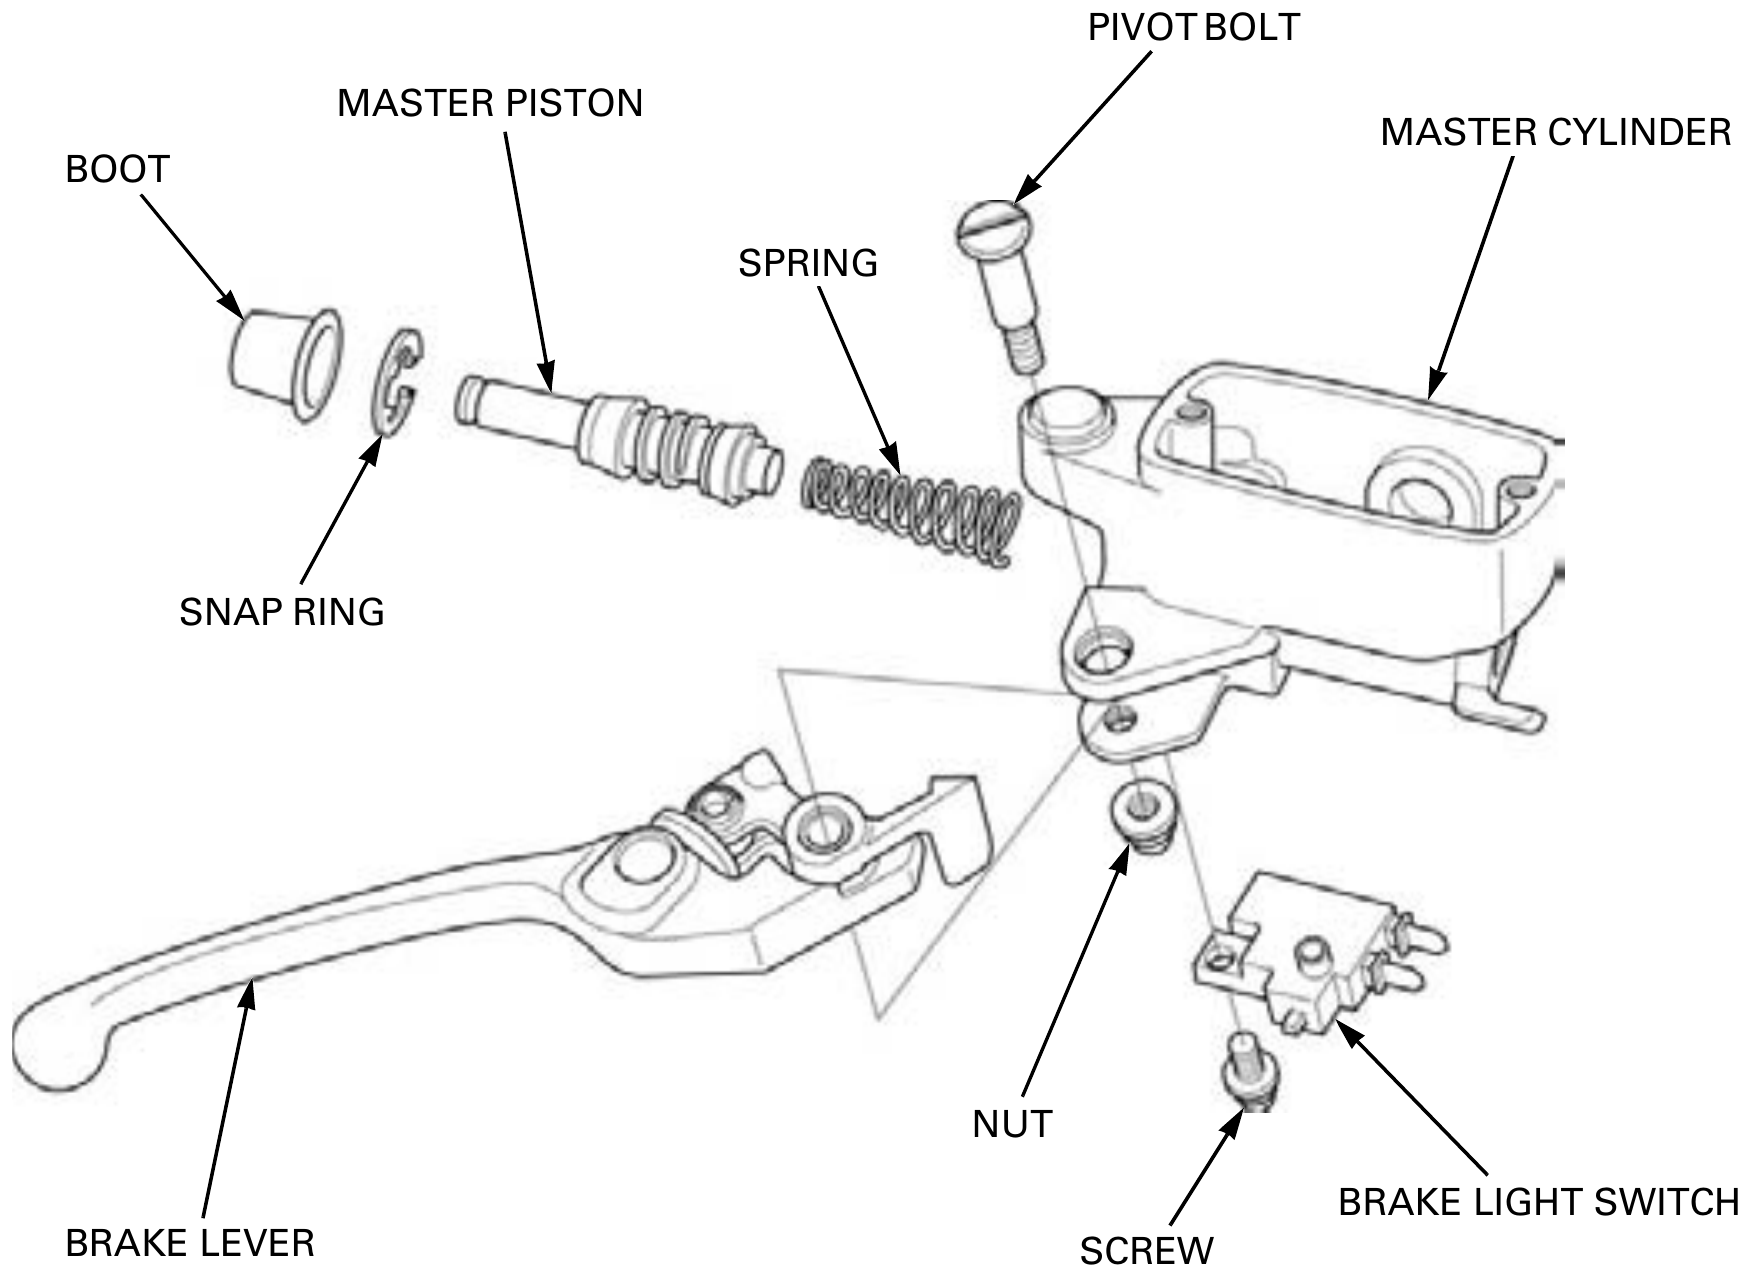 PIVOT BOLT
MASTER PISTON
MASTER CYLINDER
BOOT
SPRING
SNAP RING
NUT
BRAKE LIGHT SWITCH
BRAKE LEVER
SCREW